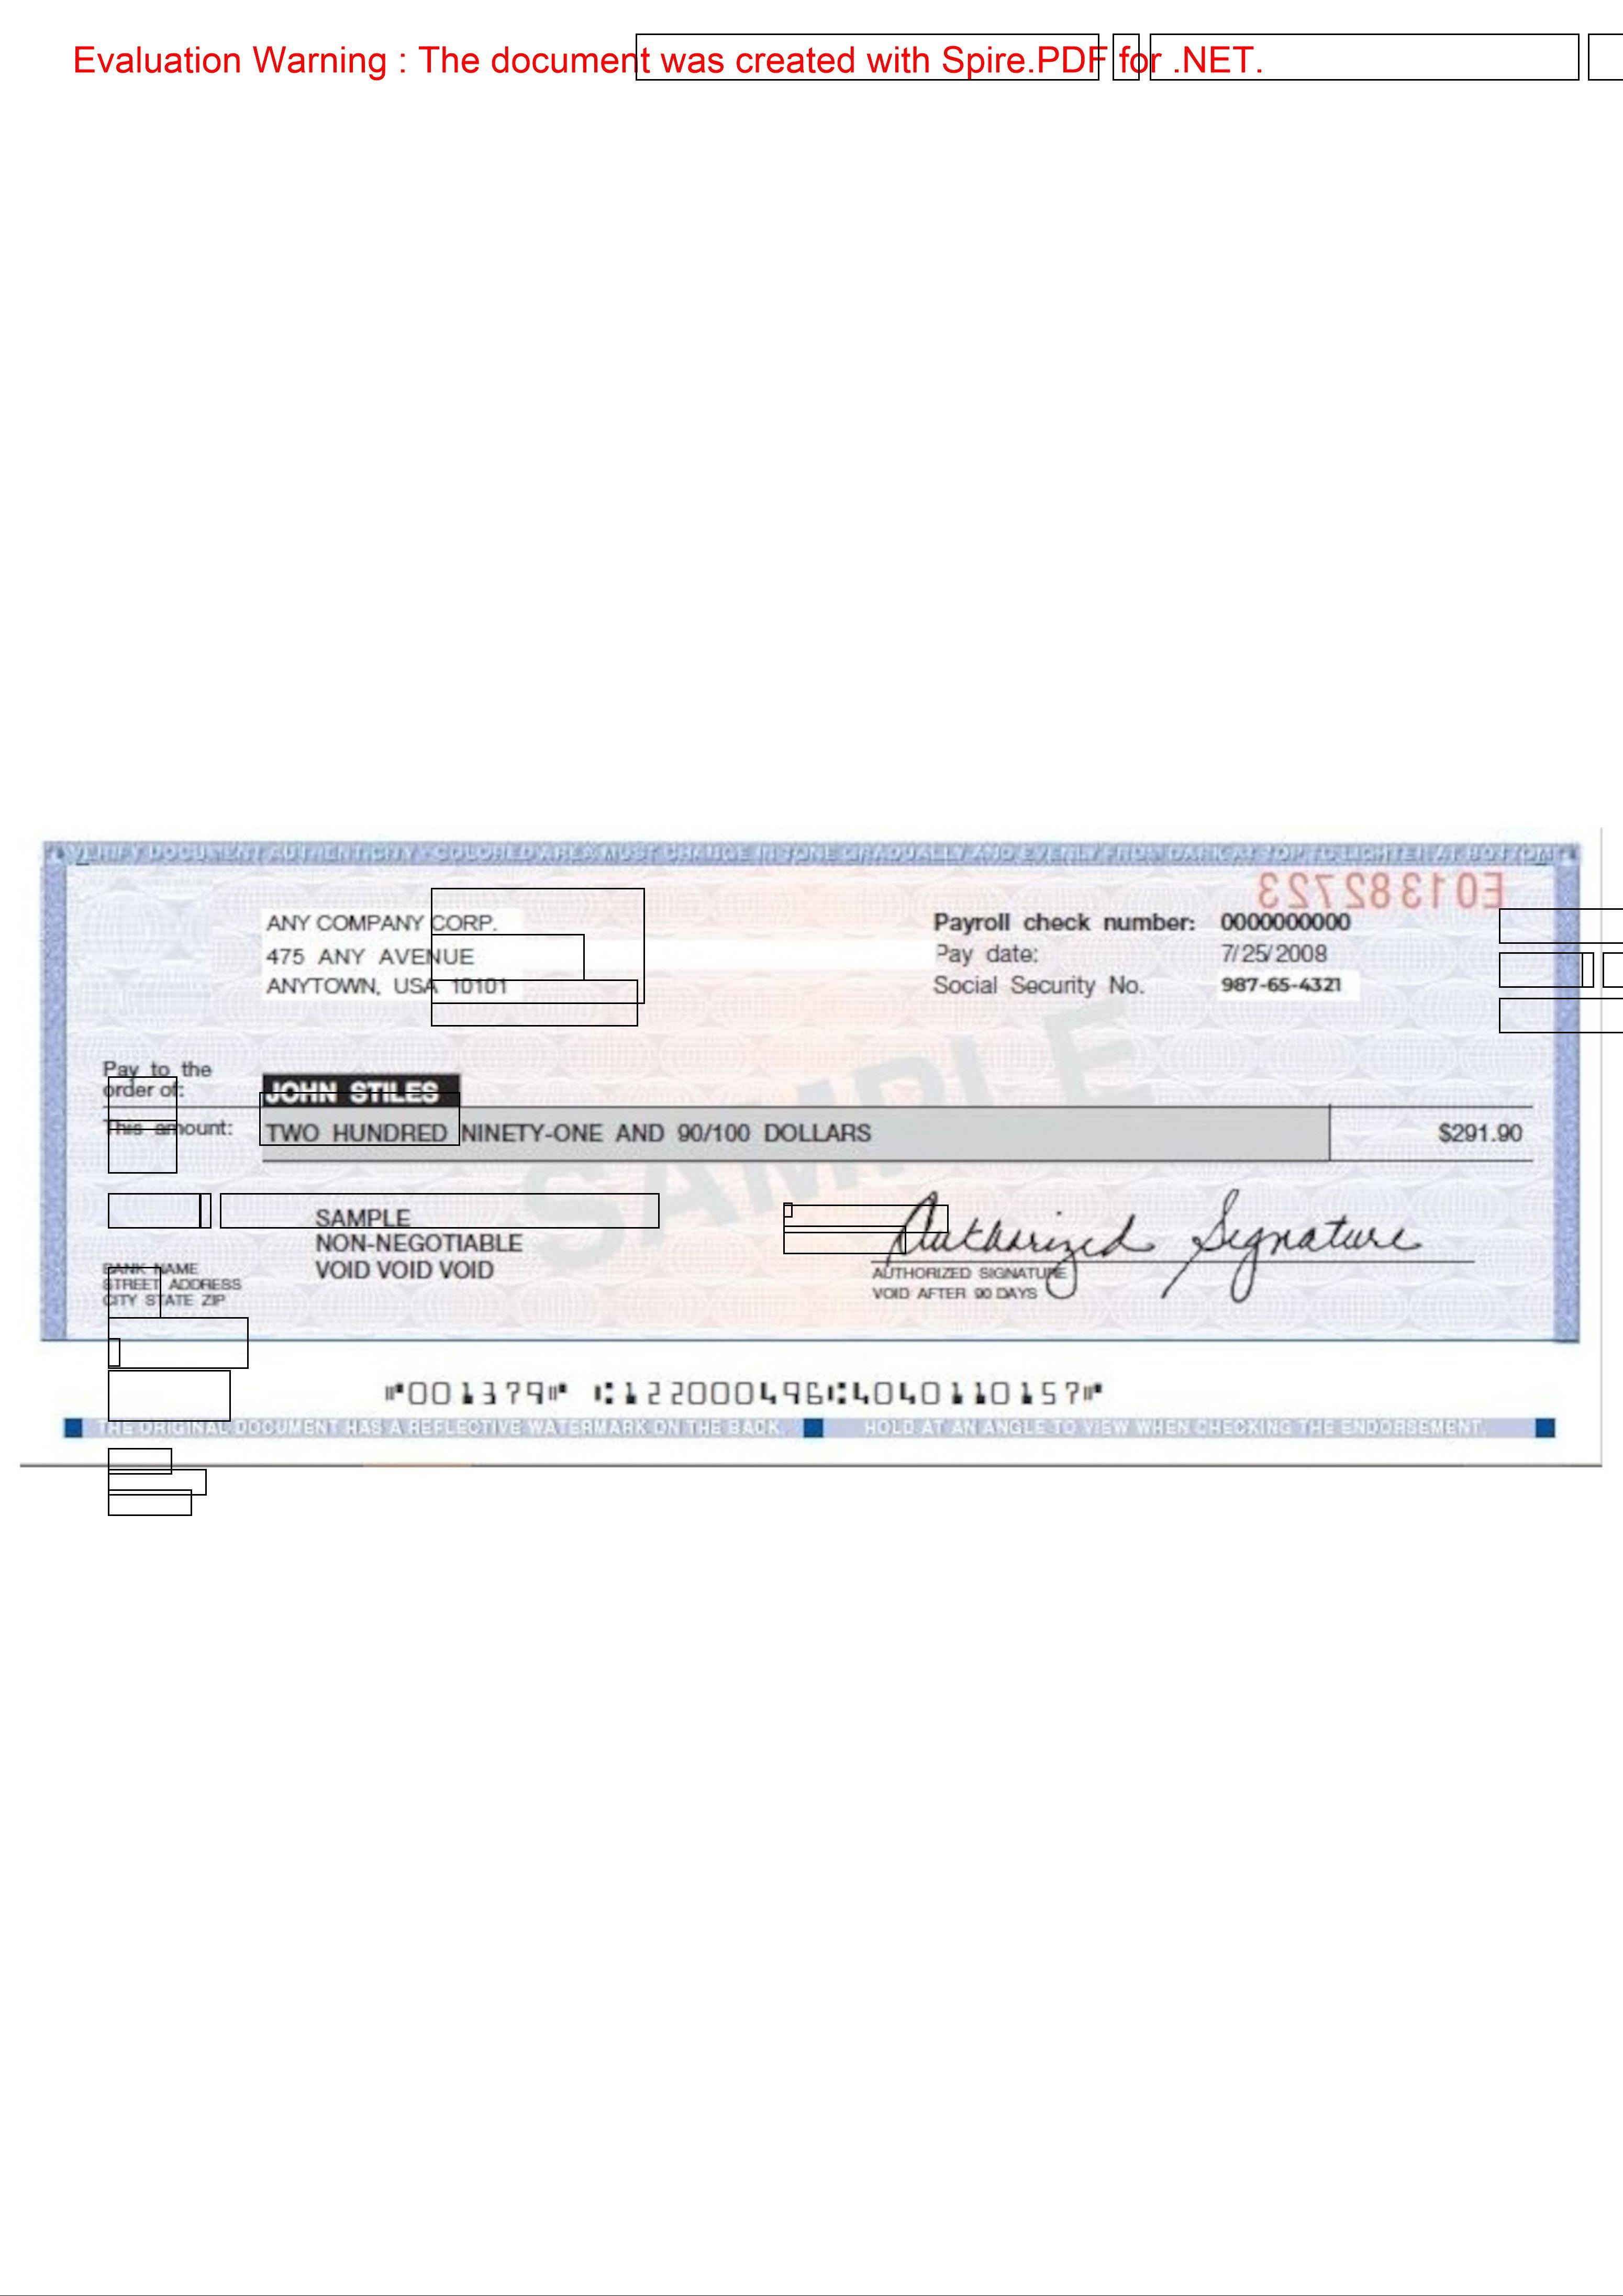 Evaluation Warning : The document was created with Spire.PDF for .NET.
VERIFY DOCUMENT AUTHENTICITY - COLORED AREA MUST CHANGE IN TONE GRADUALLY AND EVENLY FROM DARK AT TOP TO LIGHTER AT BOTTOM
E01382723
ANY COMPANY CORP.
475 ANY AVENUE
ANYTOWN, USA 10101
Payroll check number: 0000000000
Pay date: 7/25/2008
Social Security No. 987-65-4321
Pay to the
order of: JOHN STILES
This amount: TWO HUNDRED NINETY-ONE AND 90/100 DOLLARS $291.90
SAMPLE
SAMPLE
NON-NEGOTIABLE
VOID VOID VOID
BANK NAME
STREET ADDRESS
CITY STATE ZIP
Authorized Signature
AUTHORIZED SIGNATURE
VOID AFTER 90 DAYS
⑈001379⑈ ⑆122000496⑆4040110157⑈
THE ORIGINAL DOCUMENT HAS A REFLECTIVE WATERMARK ON THE BACK. HOLD AT AN ANGLE TO VIEW WHEN CHECKING THE ENDORSEMENT.